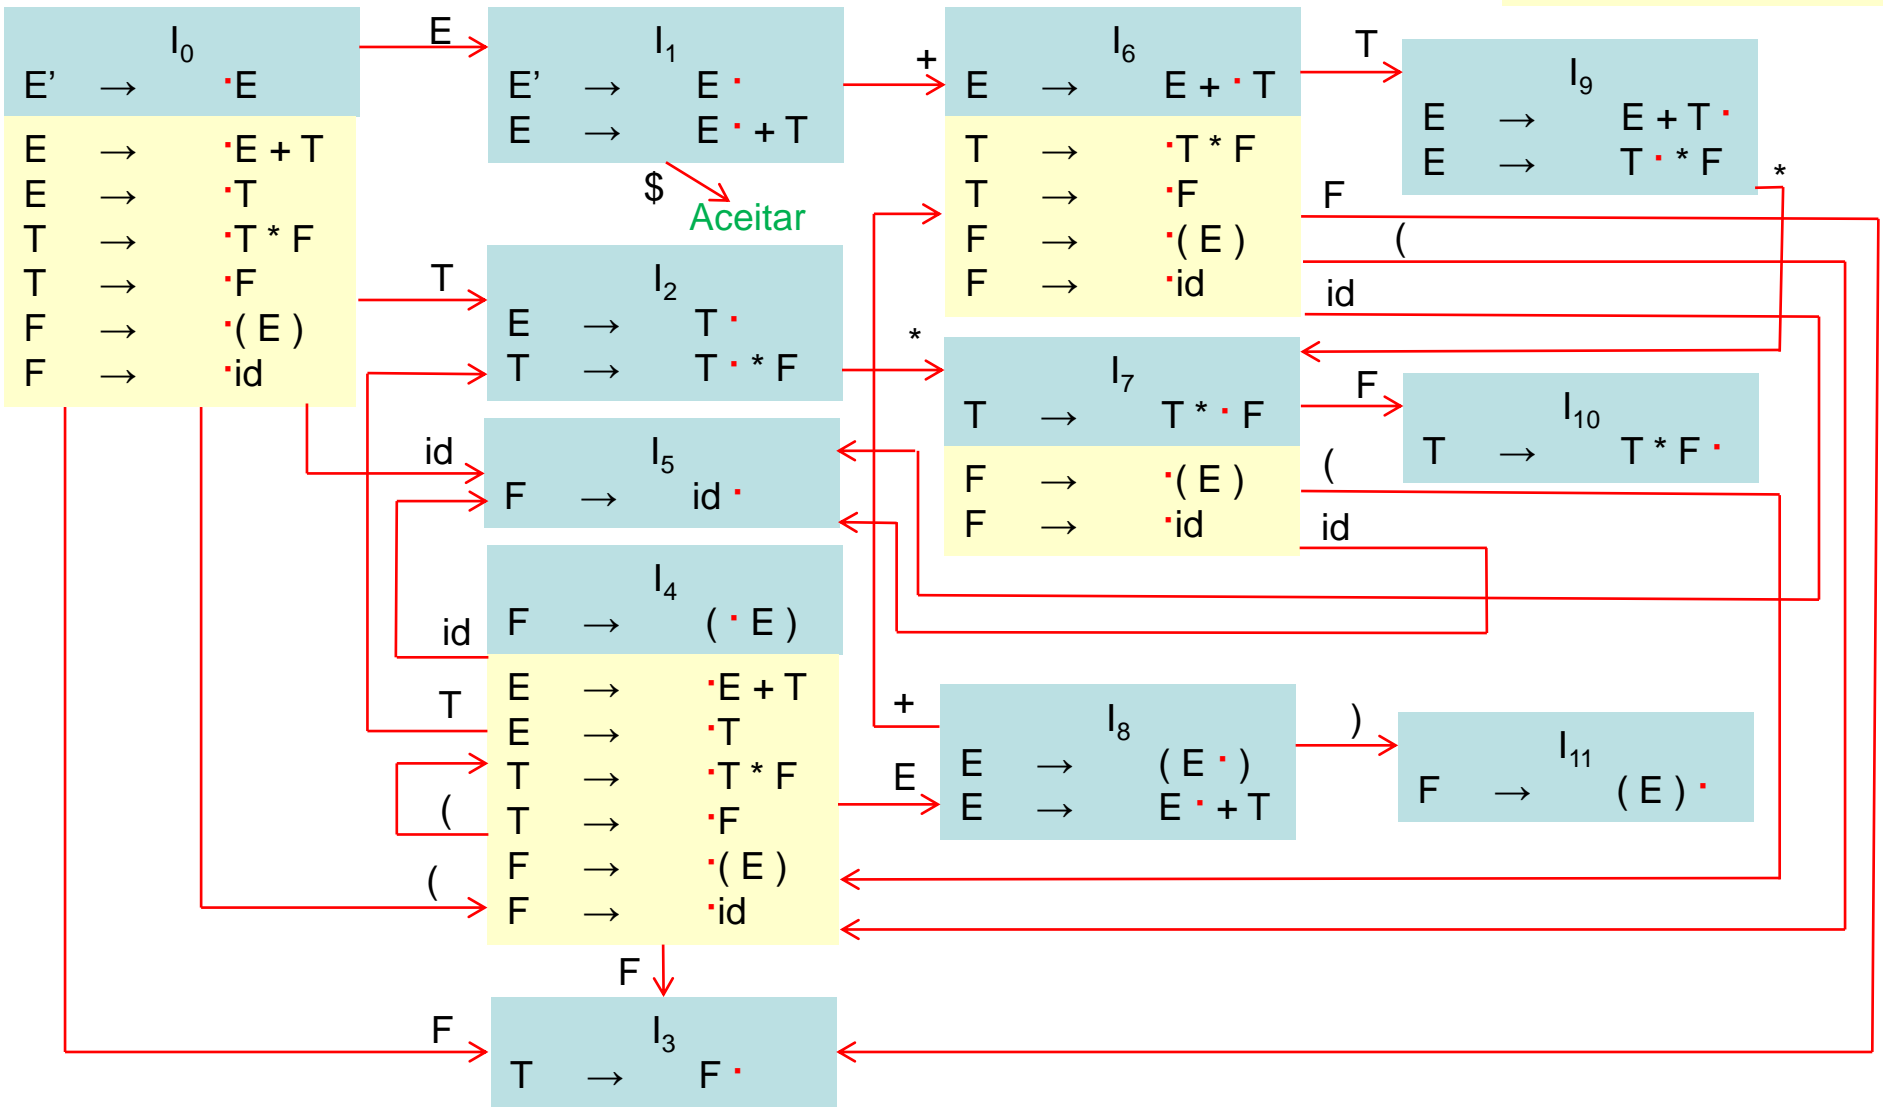 I0
E' → ·E
E → ·E + T
E → ·T
T → ·T * F
T → ·F
F → ·( E )
F → ·id
E
I1
E' → E ·
E → E · + T
$
Aceitar
+
I6
E → E + · T
T → ·T * F
T → ·F
F → ·( E )
F → ·id
T
I9
E → E + T ·
E → T · * F
*
F
(
id
T
I2
E → T ·
T → T · * F
*
I7
T → T * · F
F → ·( E )
F → ·id
F
I10
T → T * F ·
(
id
id
I5
F → id ·
I4
F → ( · E )
E → ·E + T
E → ·T
T → ·T * F
T → ·F
F → ·( E )
F → ·id
id
T
(
(
+
E
I8
E → ( E · )
E → E · + T
)
I11
F → ( E ) ·
F
F
I3
T → F ·